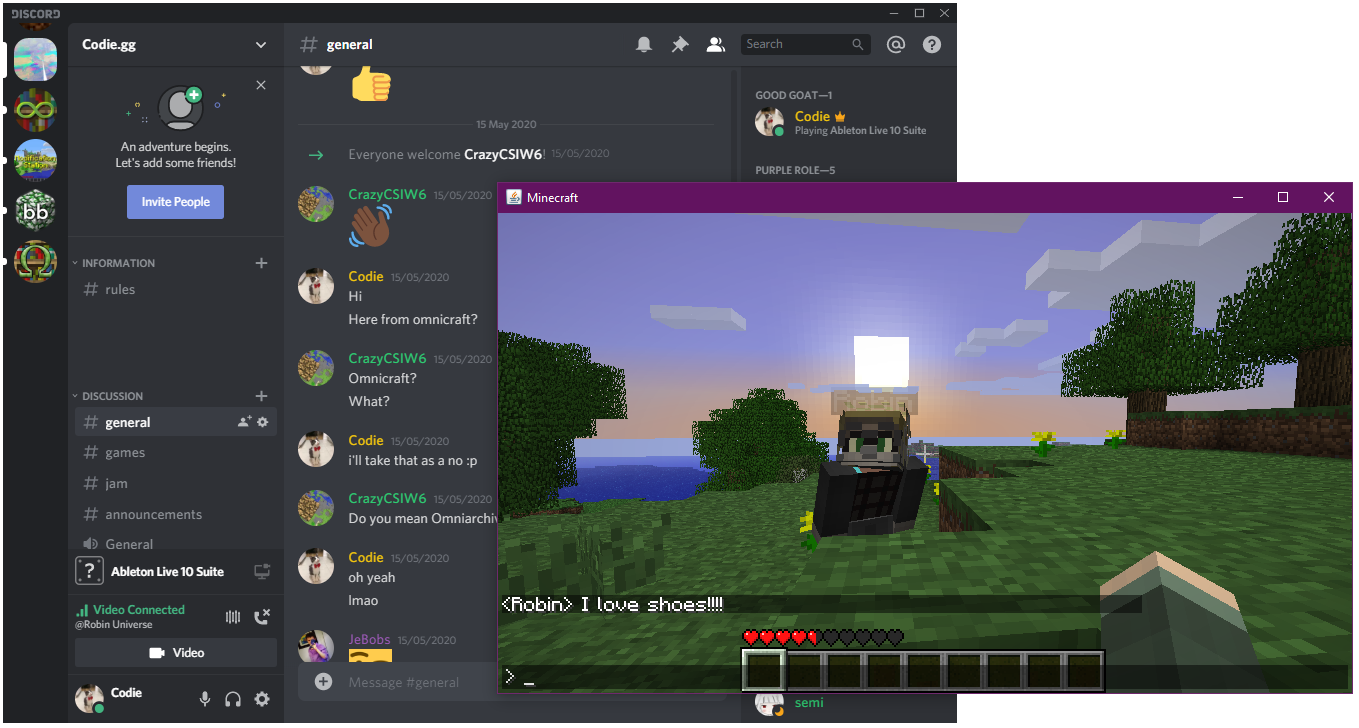 DISCORD
Codie.gg
An adventure begins.
Let's add some friends!
Invite People
INFORMATION
# rules
DISCUSSION
# general
# games
# jam
# announcements
General
Ableton Live 10 Suite
Video Connected
@Robin Universe
Video
Codie
bb
# general
Search
15 May 2020
Everyone welcome CrazyCSIW6! 15/05/2020
CrazyCSIW6 15/05/2020
Codie 15/05/2020
Hi
Here from omnicraft?
CrazyCSIW6 15/05/2020
Omnicraft?
What?
Codie 15/05/2020
i'll take that as a no :p
CrazyCSIW6 15/05/2020
Do you mean Omniarchiv
Codie 15/05/2020
oh yeah
lmao
JeBobs 15/05/2020
Message #general
GOOD GOAT—1
Codie
Playing Ableton Live 10 Suite
PURPLE ROLE—5
semi
Minecraft
Robin
<Robin> I love shoes!!!!
> _